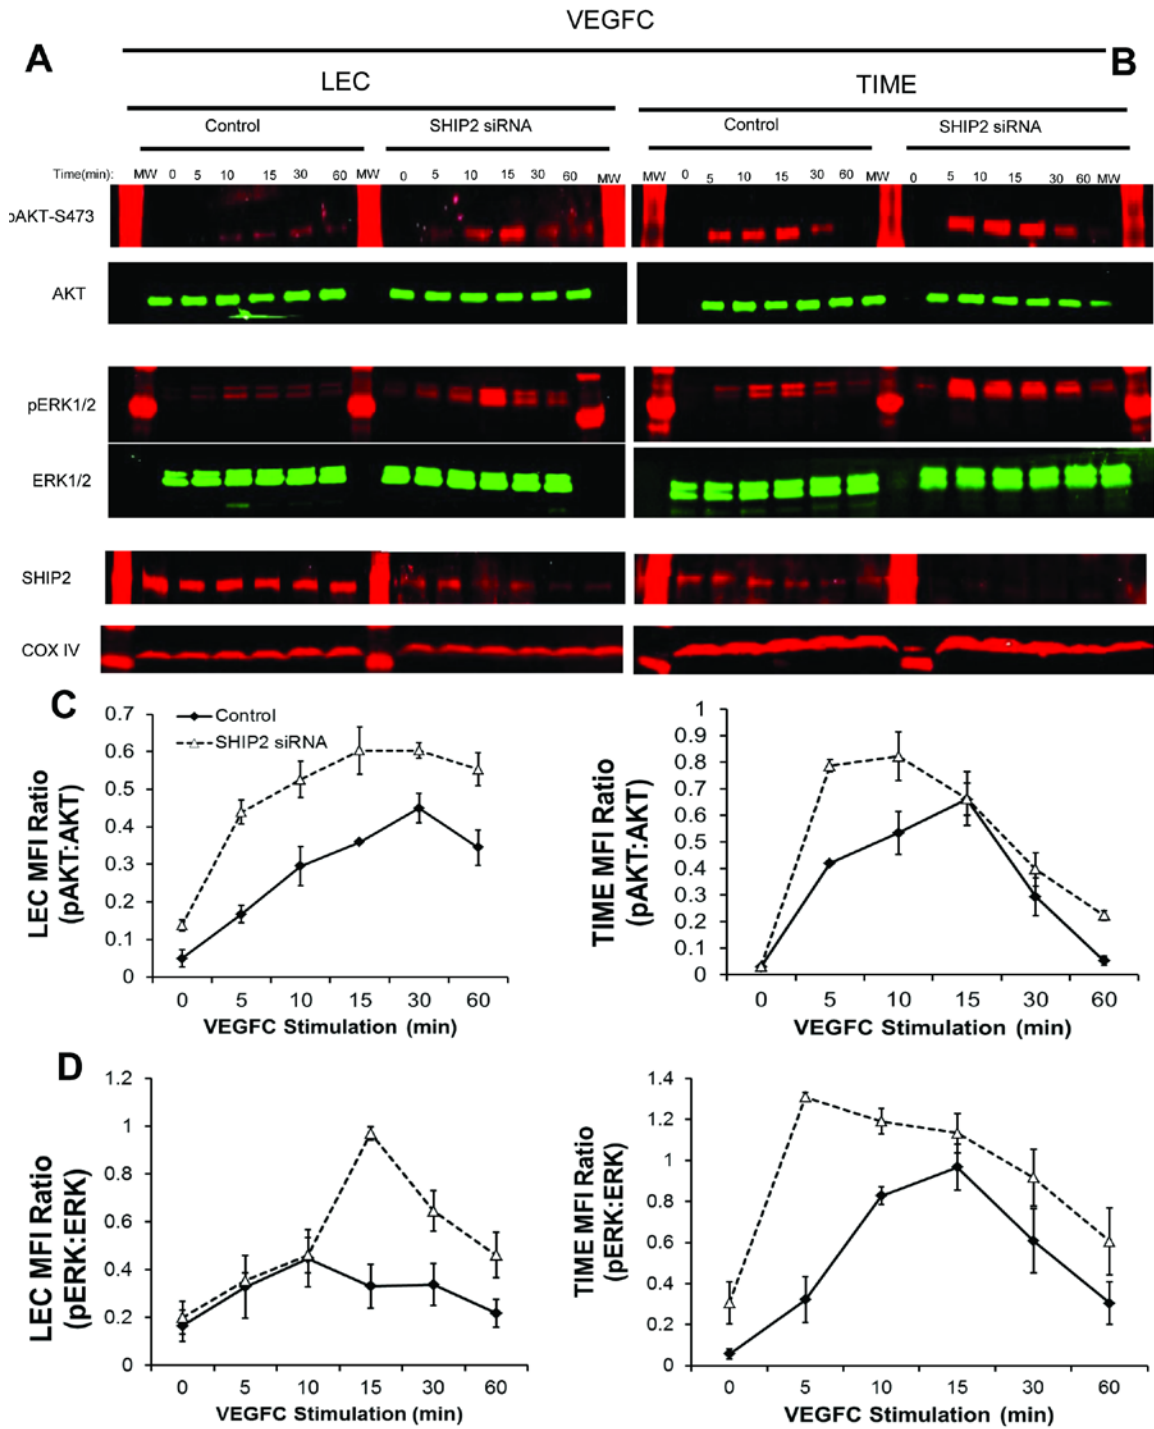 VEGFC
A
B
LEC
TIME
Control
SHIP2 siRNA
Control
SHIP2 siRNA
Time(min): MW 0 5 10 15 30 60 MW 0 5 10 15 30 60 MW MW 0 5 10 15 30 60 MW 0 5 10 15 30 60 MW
pAKT-S473
AKT
pERK1/2
ERK1/2
SHIP2
COX IV
C
LEC MFI Ratio
(pAKT:AKT)
0.7
0.6
0.5
0.4
0.3
0.2
0.1
0
Control
SHIP2 siRNA
0 5 10 15 30 60
VEGFC Stimulation (min)
TIME MFI Ratio
(pAKT:AKT)
1
0.9
0.8
0.7
0.6
0.5
0.4
0.3
0.2
0.1
0
0 5 10 15 30 60
VEGFC Stimulation (min)
D
LEC MFI Ratio
(pERK:ERK)
1.2
1
0.8
0.6
0.4
0.2
0
0 5 10 15 30 60
VEGFC Stimulation (min)
TIME MFI Ratio
(pERK:ERK)
1.4
1.2
1
0.8
0.6
0.4
0.2
0
0 5 10 15 30 60
VEGFC Stimulation (min)